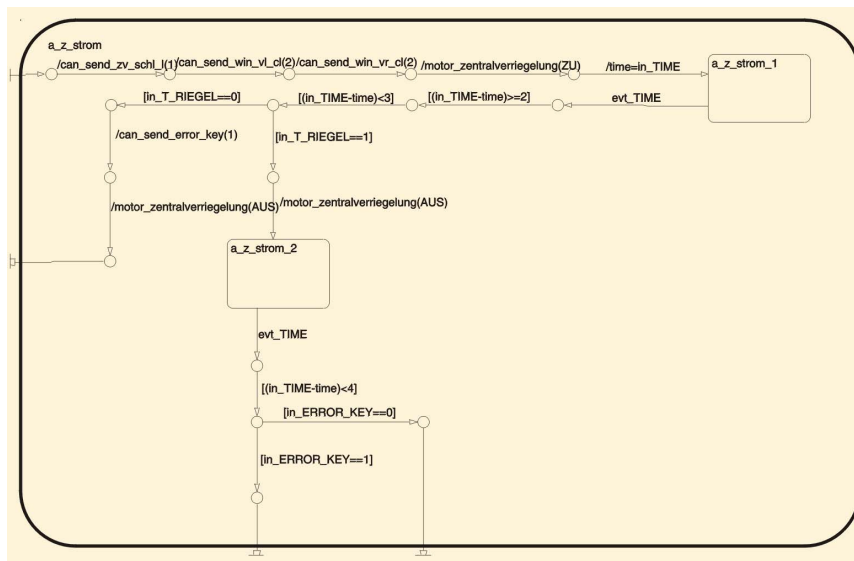 a_z_strom
/can_send_zv_schl_l(1)
/can_send_win_vl_cl(2)
/can_send_win_vr_cl(2)
/motor_zentralverriegelung(ZU)
/time=in_TIME
a_z_strom_1
[in_T_RIEGEL==0]
[(in_TIME-time)<3]
[(in_TIME-time)>=2]
evt_TIME
/can_send_error_key(1)
[in_T_RIEGEL==1]
/motor_zentralverriegelung(AUS)
/motor_zentralverriegelung(AUS)
a_z_strom_2
evt_TIME
[(in_TIME-time)<4]
[in_ERROR_KEY==0]
[in_ERROR_KEY==1]